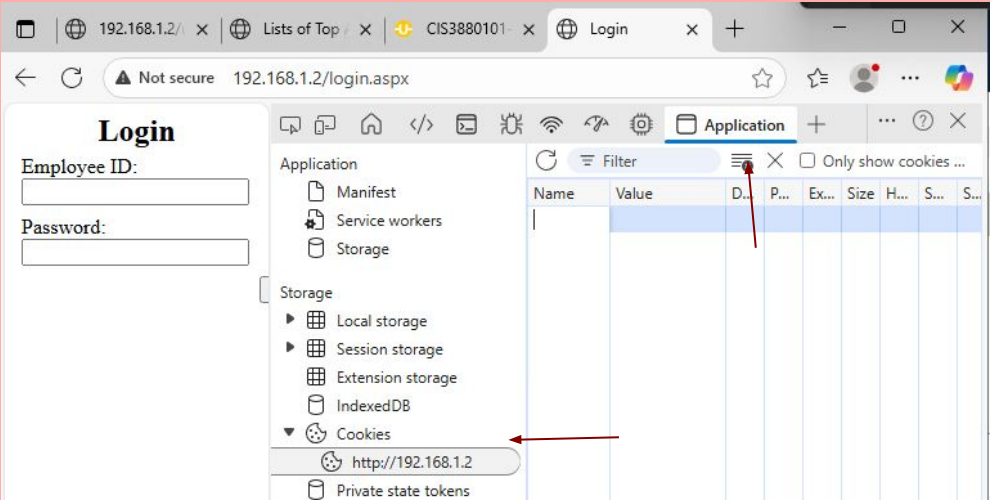 192.168.1.2/
Lists of Top
CIS3880101-
Login
Not secure 192.168.1.2/login.aspx
Login
Employee ID:
Password:
Application
Application
Manifest
Service workers
Storage
Storage
Local storage
Session storage
Extension storage
IndexedDB
Cookies
http://192.168.1.2
Private state tokens
Filter
Only show cookies ...
Name Value D... P... Ex... Size H... S... S...